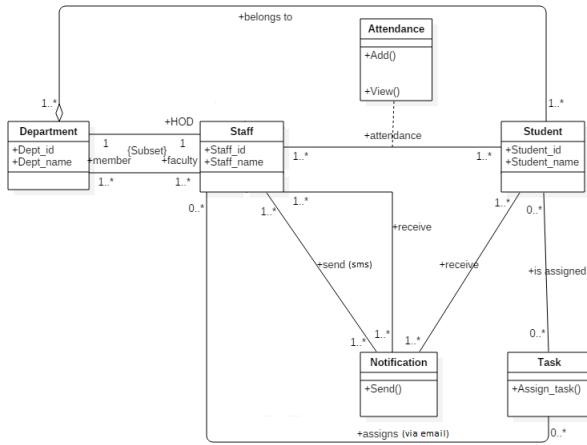 +belongs to
Attendance
+Add()
+View()
1..*
1..*
+HOD
Department
1
{Subset}
1
Staff
+attendance
Student
+Dept_id
+Dept_name
+member
+faculty
+Staff_id
+Staff_name
1..*
1..*
+Student_id
+Student_name
1..*
1..*
0..*
1..*
1..*
1..*
0..*
+receive
+send (sms)
+receive
+is assigned
1..*
1..*
1..*
0..*
Notification
+Send()
Task
+Assign_task()
+assigns (via email)
0..*